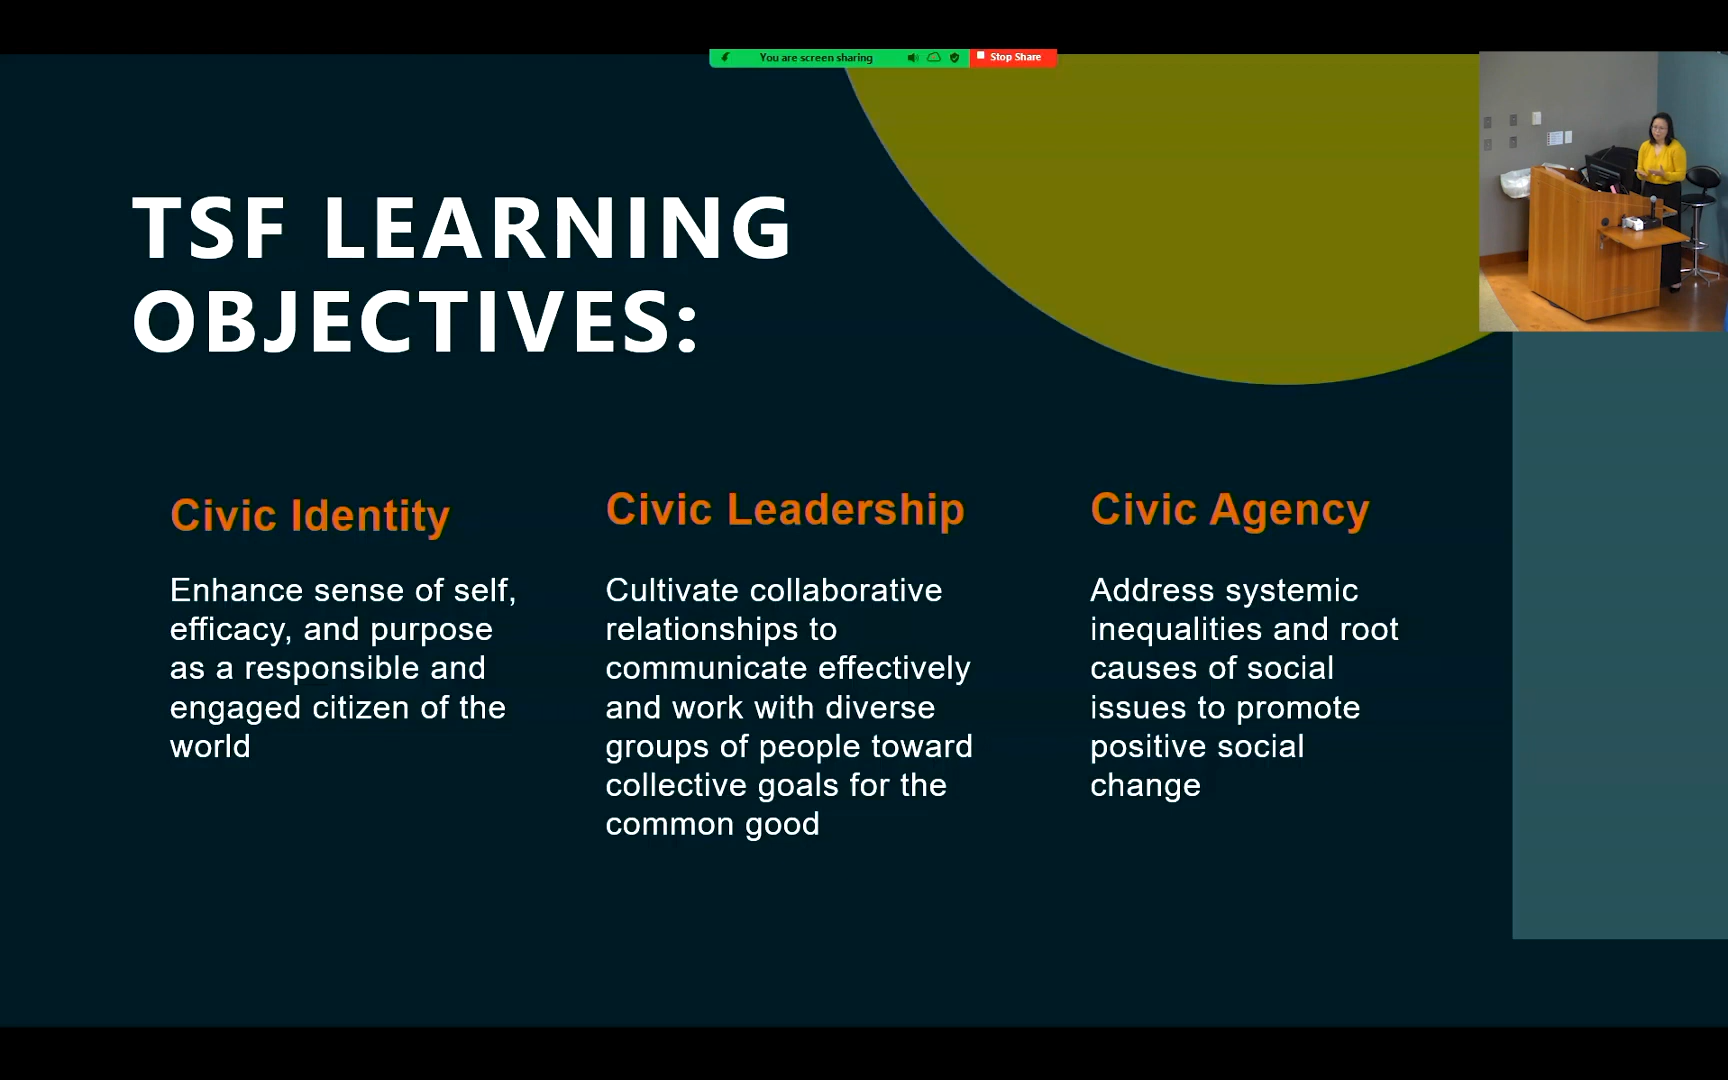 You are screen sharing
Stop Share
TSF LEARNING
OBJECTIVES:
Civic Identity
Enhance sense of self,
efficacy, and purpose
as a responsible and
engaged citizen of the
world
Civic Leadership
Cultivate collaborative
relationships to
communicate effectively
and work with diverse
groups of people toward
collective goals for the
common good
Civic Agency
Address systemic
inequalities and root
causes of social
issues to promote
positive social
change